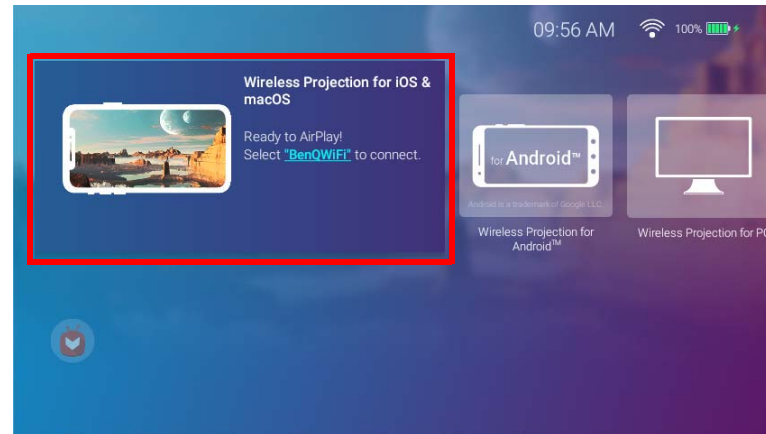 09:56 AM 100%
Wireless Projection for iOS &
macOS
Ready to AirPlay!
Select "BenQWiFi" to connect.
for Android™
Android is a trademark of Google LLC.
Wireless Projection for
Android™
Wireless Projection for PC